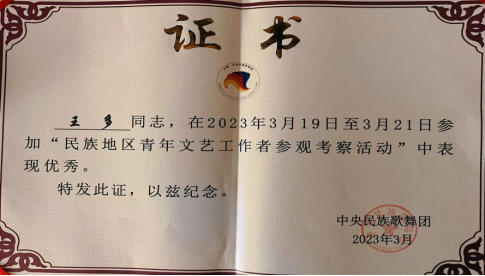 证书
王多同志，在2023年3月19日至3月21日参
加“民族地区青年文艺工作者参观考察活动”中表
现优秀。
特发此证，以兹纪念。
中央民族歌舞团
2023年3月